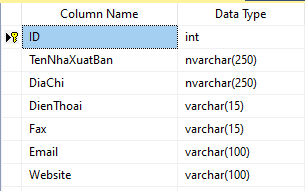 Column Name Data Type
ID int
TenNhaXuatBan nvarchar(250)
DiaChi nvarchar(250)
DienThoai varchar(15)
Fax varchar(15)
Email varchar(100)
Website varchar(100)